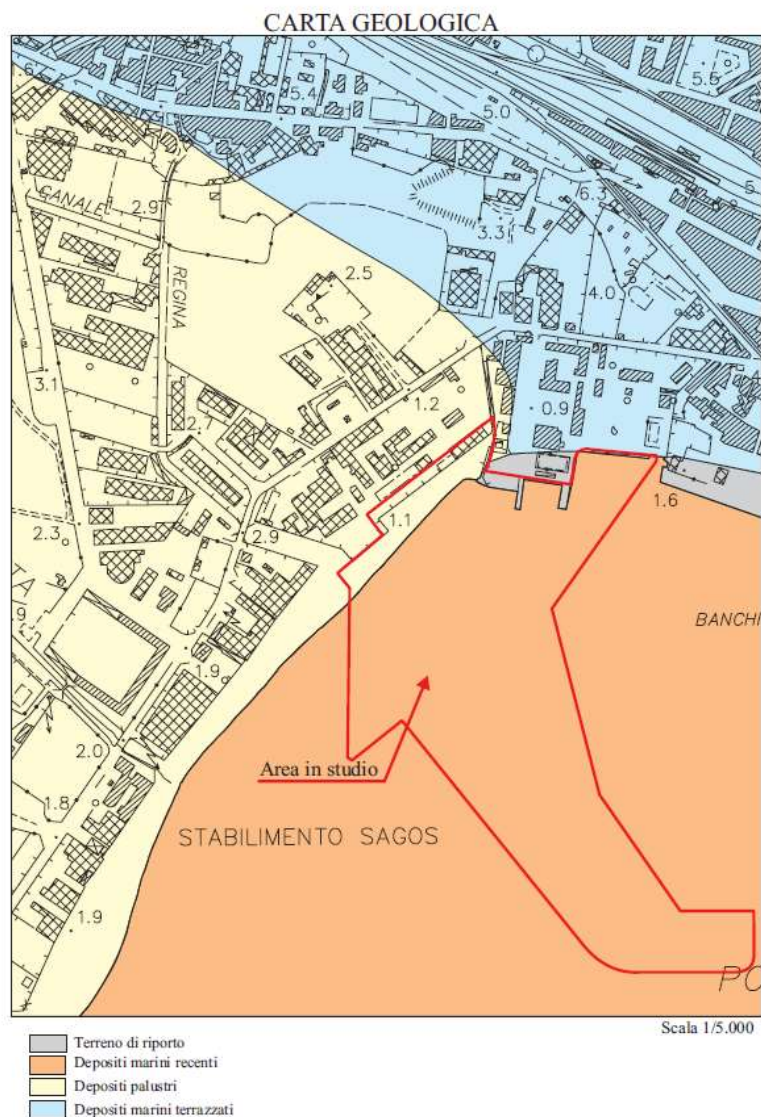 CARTA GEOLOGICA
5.4
5.0
5.5
CANALE
2.9
6.3
3.3
REGINA
2.5
4.0
3.1
1.2
0.9
2.7
1.1
1.6
2.3
2.9
BANCHI
1.9
2.0
Area in studio
1.8
STABILIMENTO SAGOS
1.9
PO
Scala 1/5.000
Terreno di riporto
Depositi marini recenti
Depositi palustri
Depositi marini terrazzati